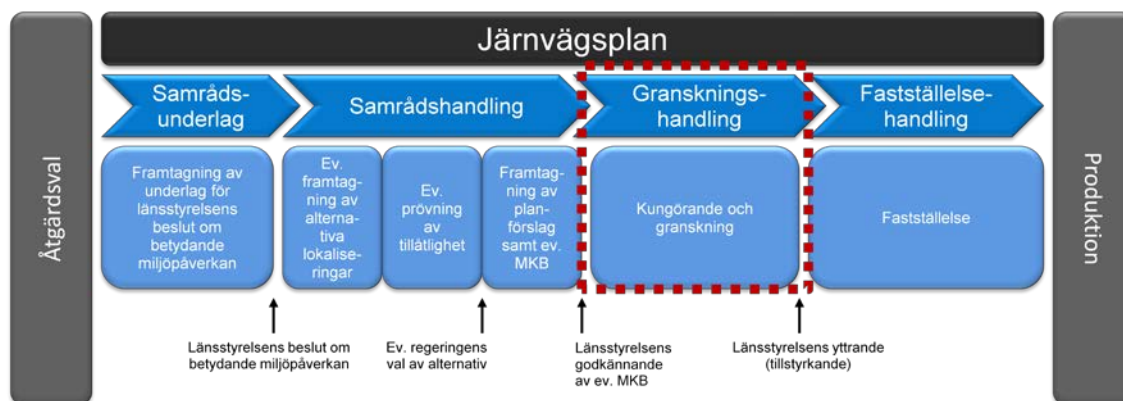 Åtgärdsval
Järnvägsplan
Samråds-
underlag
Samrådshandling
Gransknings-
handling
Fastställelse-
handling
Framtagning av
underlag för
länsstyrelsens
beslut om
betydande
miljöpåverkan
Ev.
framtag-
ning av
alterna-
tiva
lokalise-
ringar
Ev.
prövning
av
tillåtlighet
Framtag-
ning av
plan-
förslag
samt ev.
MKB
Kungörande och
granskning
Fastställelse
Länsstyrelsens beslut om
betydande miljöpåverkan
Ev. regeringens
val av alternativ
Länsstyrelsens
godkännande
av ev. MKB
Länsstyrelsens yttrande
(tillstyrkande)
Produktion